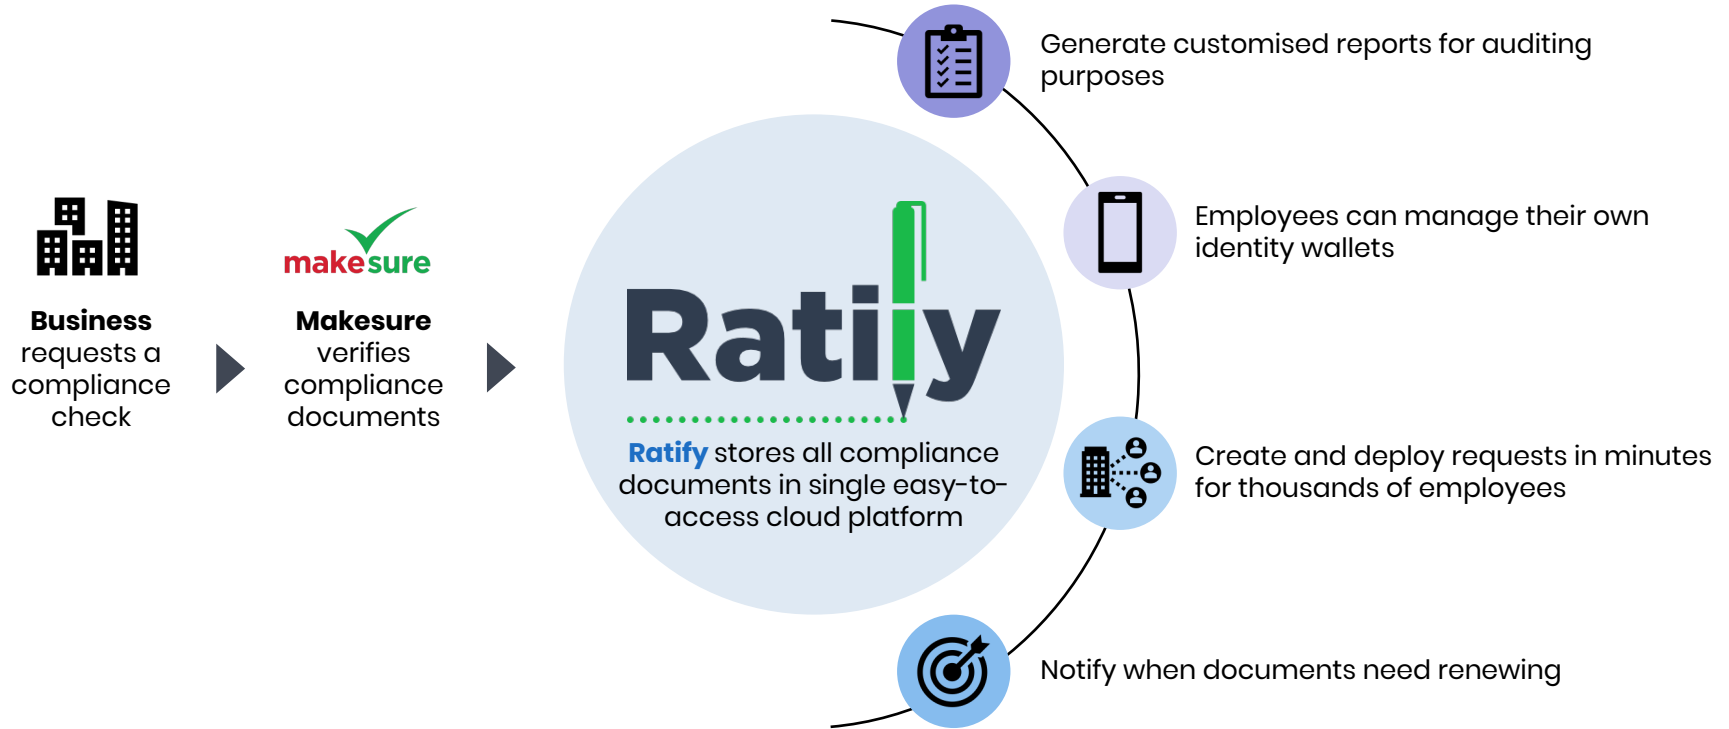 Business
requests a
compliance
check
makesure
Makesure
verifies
compliance
documents
Ratify
Ratify stores all compliance
documents in single easy-to-
access cloud platform
Generate customised reports for auditing
purposes
Employees can manage their own
identity wallets
Create and deploy requests in minutes
for thousands of employees
Notify when documents need renewing